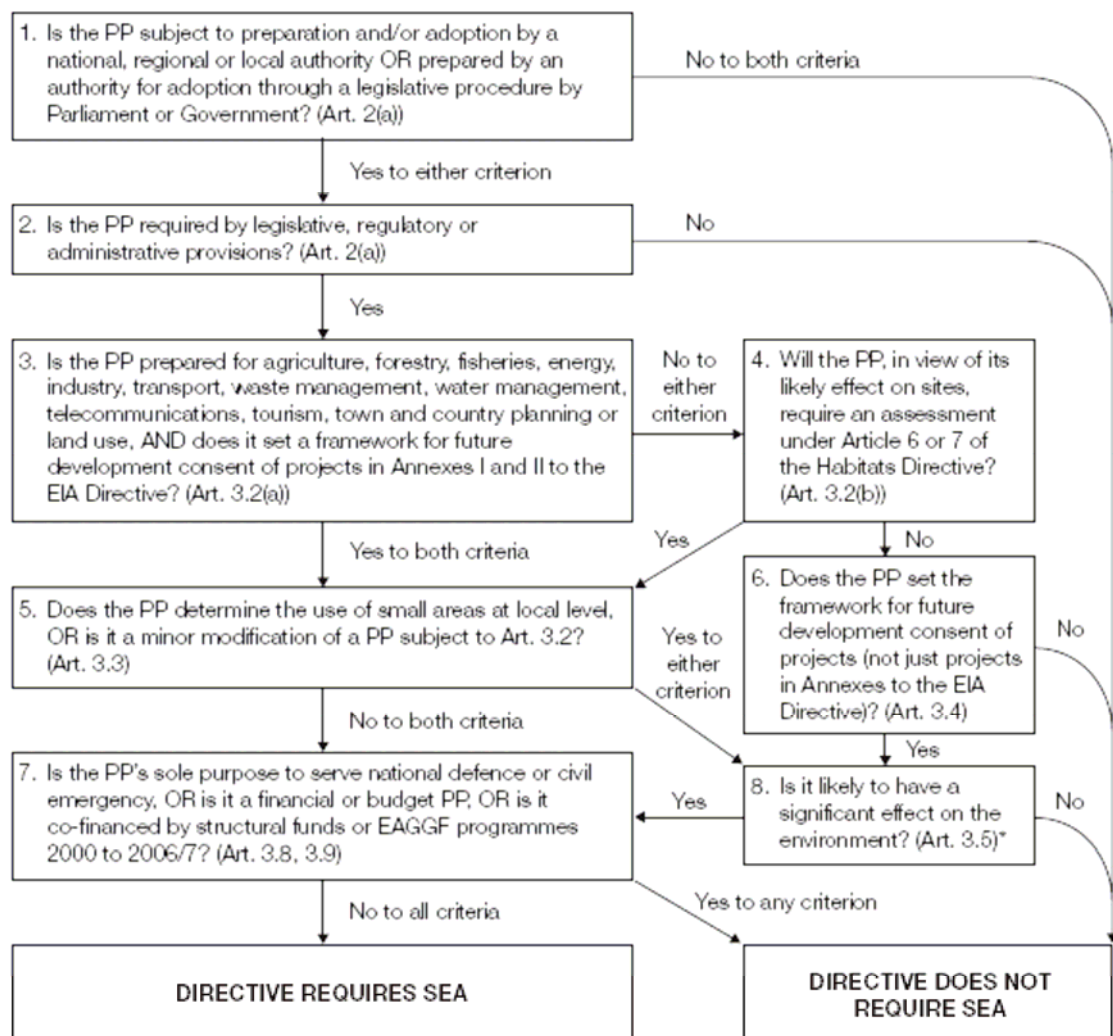 1. Is the PP subject to preparation and/or adoption by a
national, regional or local authority OR prepared by an
authority for adoption through a legislative procedure by
Parliament or Government? (Art. 2(a))
No to both criteria
Yes to either criterion
2. Is the PP required by legislative, regulatory or
administrative provisions? (Art. 2(a))
No
Yes
3. Is the PP prepared for agriculture, forestry, fisheries, energy,
industry, transport, waste management, water management,
telecommunications, tourism, town and country planning or
land use, AND does it set a framework for future
development consent of projects in Annexes I and II to the
EIA Directive? (Art. 3.2(a))
No to
either
criterion
4. Will the PP, in view of its
likely effect on sites,
require an assessment
under Article 6 or 7 of
the Habitats Directive?
(Art. 3.2(b))
Yes to both criteria
Yes
No
5. Does the PP determine the use of small areas at local level,
OR is it a minor modification of a PP subject to Art. 3.2?
(Art. 3.3)
Yes to
either
criterion
6. Does the PP set the
framework for future
development consent of
projects (not just projects
in Annexes to the EIA
Directive)? (Art. 3.4)
No
No to both criteria
Yes
7. Is the PP's sole purpose to serve national defence or civil
emergency, OR is it a financial or budget PP, OR is it
co-financed by structural funds or EAGGF programmes
2000 to 2006/7? (Art. 3.8, 3.9)
Yes
8. Is it likely to have a
significant effect on the
environment? (Art. 3.5)*
No
No to all criteria
Yes to any criterion
DIRECTIVE REQUIRES SEA
DIRECTIVE DOES NOT
REQUIRE SEA